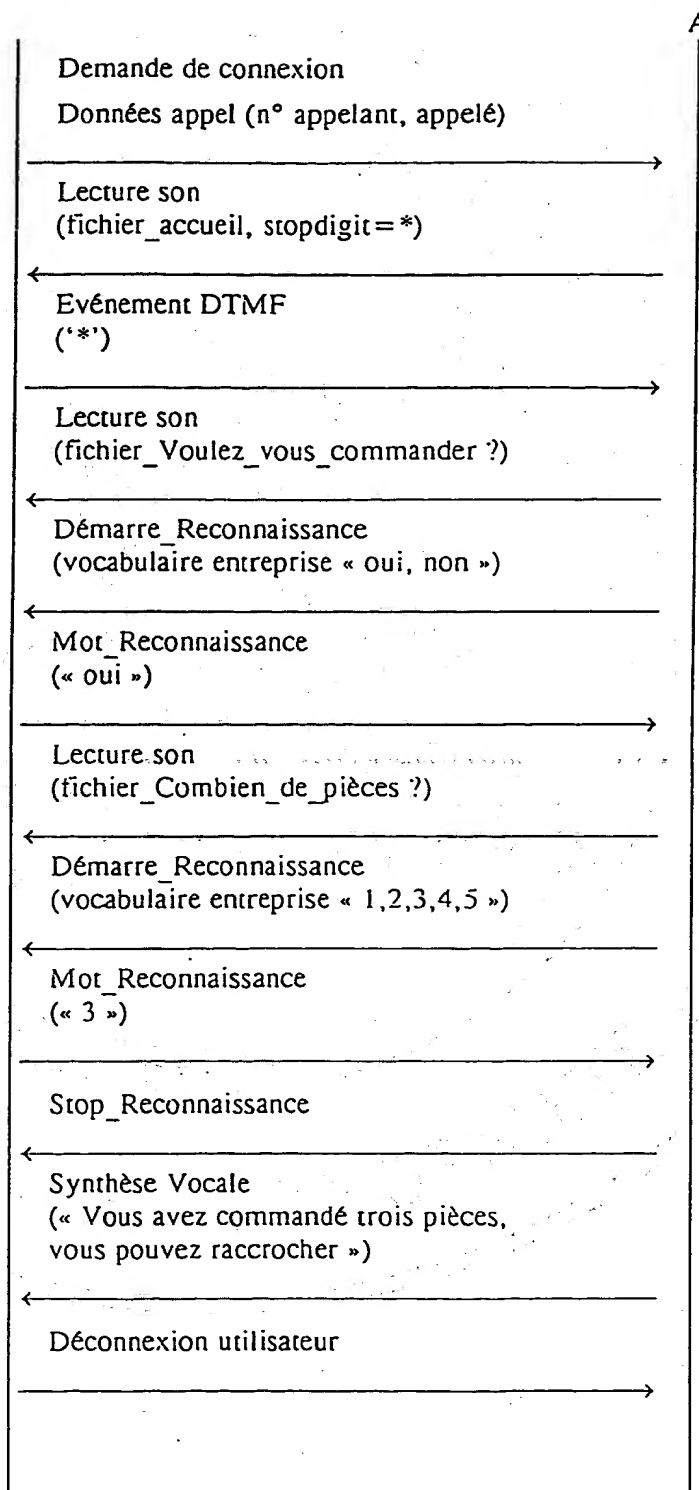 A
Demande de connexion
Données appel (n° appelant, appelé)
Lecture son
(fichier_accueil, stopdigit=*)
Evénement DTMF
(‘*’)
Lecture son
(fichier_Voulez_vous_commander ?)
Démarre_Reconnaissance
(vocabulaire entreprise « oui, non »)
Mot_Reconnaissance
(« oui »)
Lecture son
(fichier_Combien_de_pièces ?)
Démarre_Reconnaissance
(vocabulaire entreprise « 1,2,3,4,5 »)
Mot_Reconnaissance
(« 3 »)
Stop_Reconnaissance
Synthèse Vocale
(« Vous avez commandé trois pièces,
vous pouvez raccrocher »)
Déconnexion utilisateur